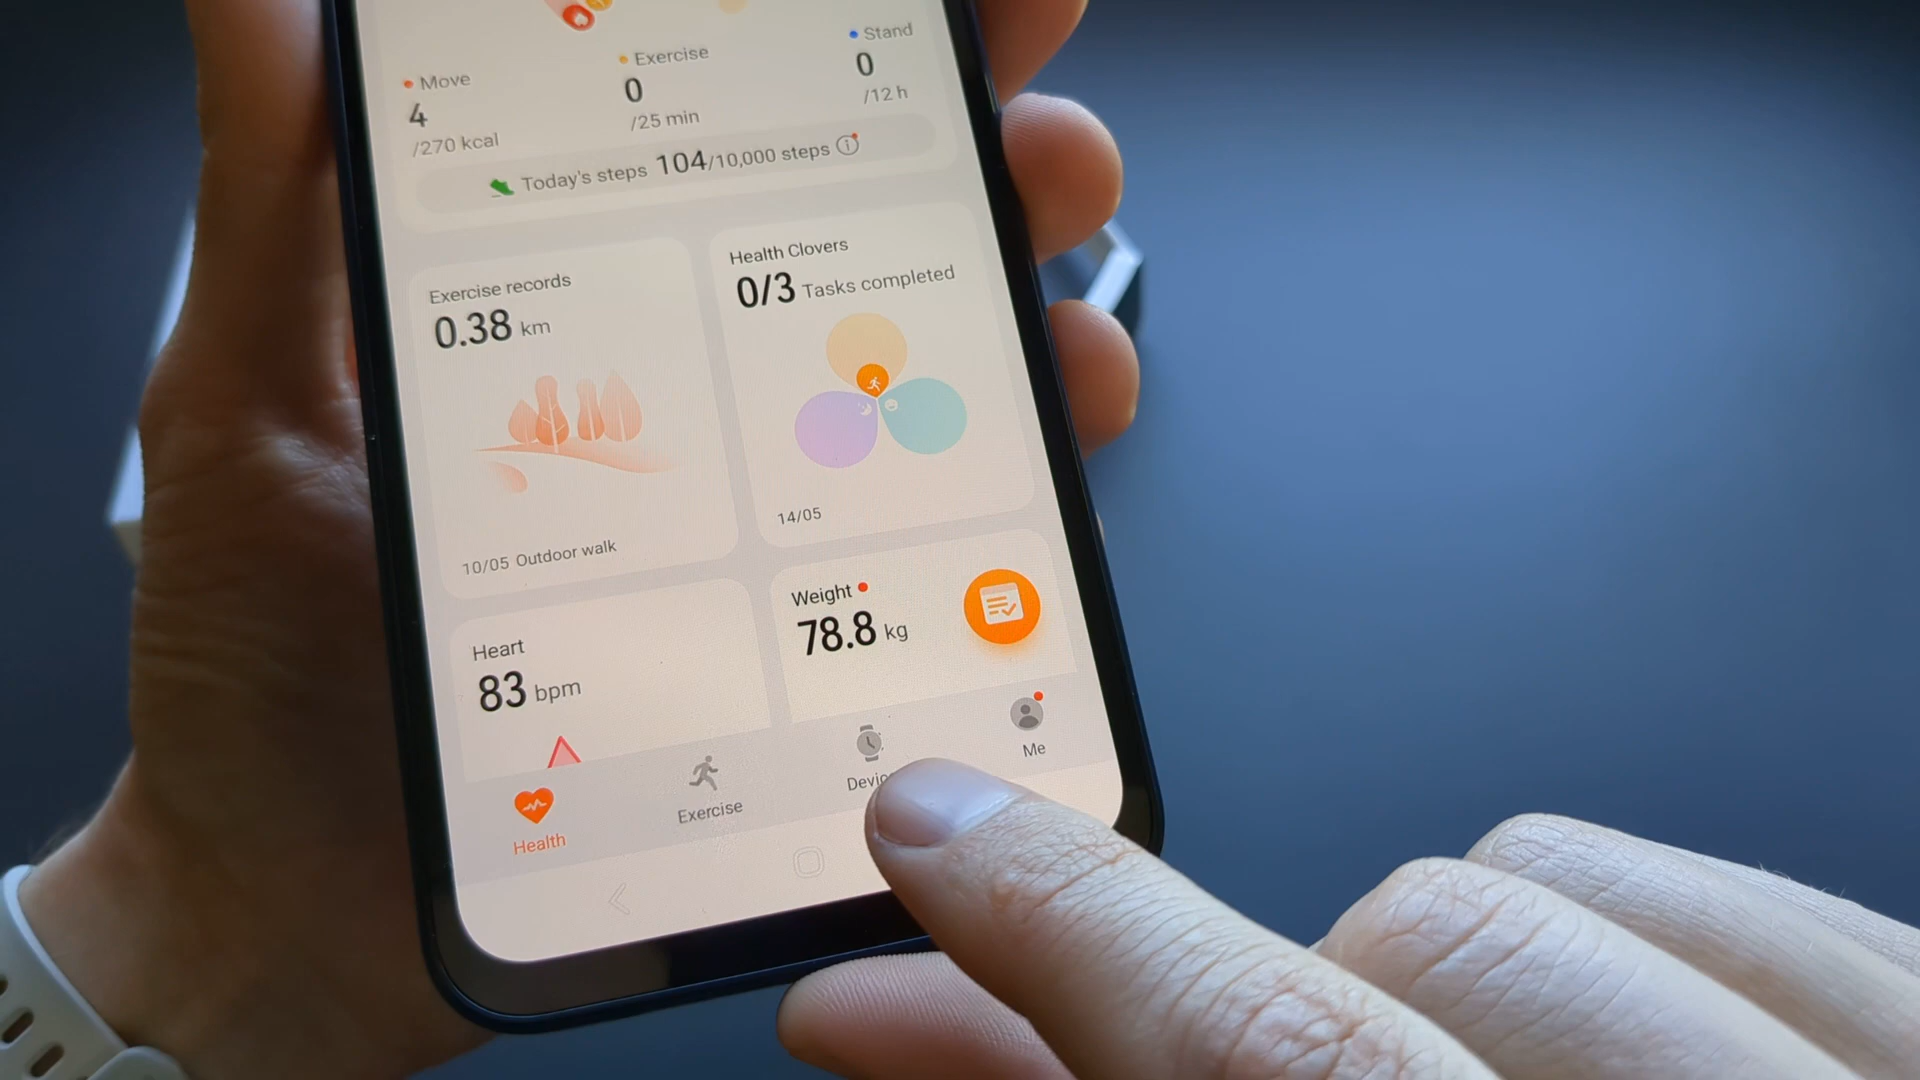 Move
4
/270 kcal
Exercise
0
/25 min
Stand
0
/12 h
Today's steps 104/10,000 steps
Exercise records
0.38 km
10/05 Outdoor walk
Health Clovers
0/3 Tasks completed
14/05
Heart
83 bpm
Weight
78.8 kg
Health
Exercise
Me